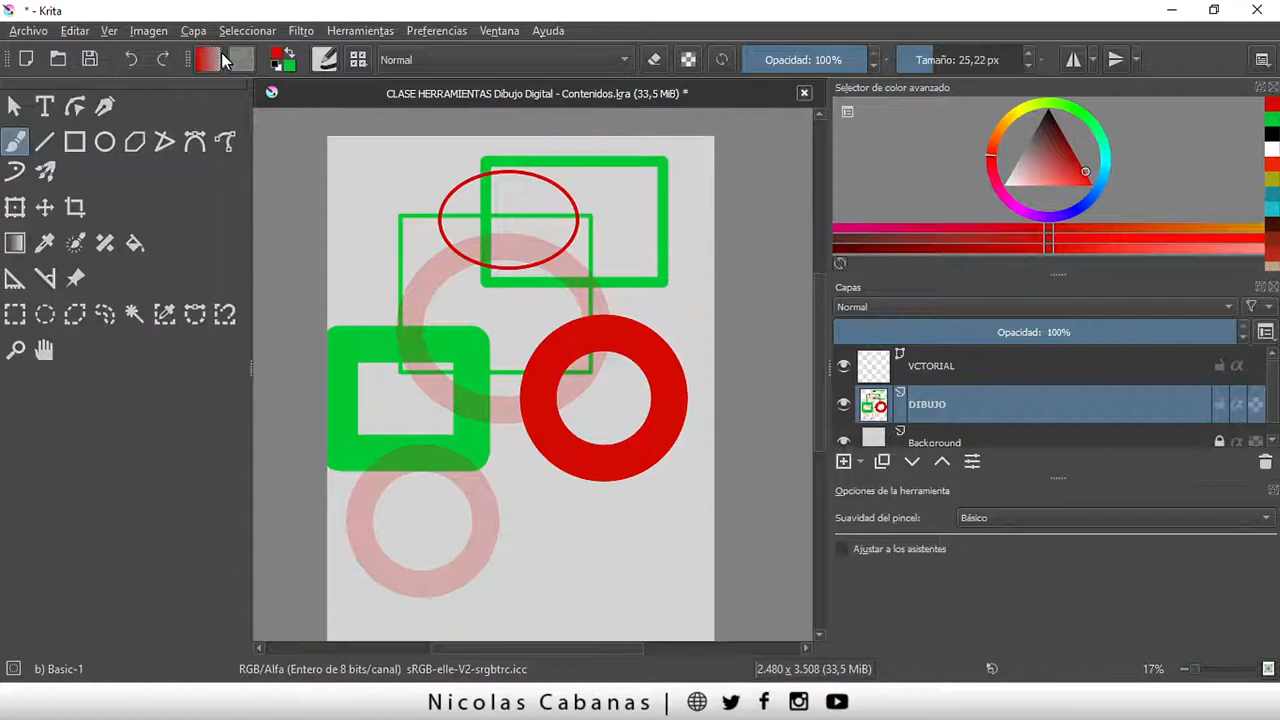 * - Krita
Archivo Editar Ver Imagen Capa Seleccionar Filtro Herramientas Preferencias Ventana Ayuda
Normal Opacidad: 100% Tamaño: 25,22 px
CLASE HERRAMIENTAS Dibujo Digital - Contenidos.kra (33,5 MiB) *
Selector de color avanzado
Capas
Normal
Opacidad: 100%
VCTORIAL
DIBUJO
Background
Opciones de la herramienta
Suavidad del pincel: Básico
Ajustar a los asistentes
b) Basic-1 RGB/Alfa (Entero de 8 bits/canal) sRGB-elle-V2-srgbtrc.icc 2.480 x 3.508 (33,5 MiB) 17%
Nicolas Cabanas |